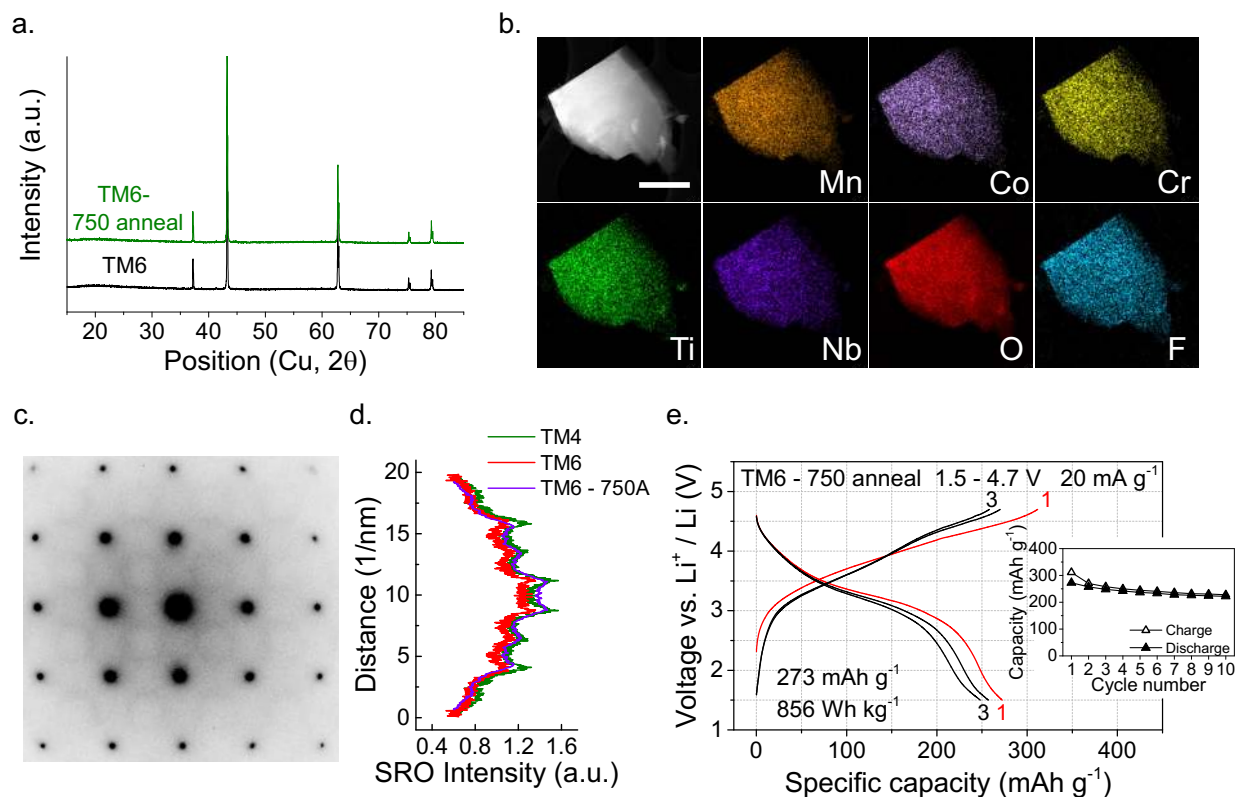 a.
Intensity (a.u.)
TM6-
750 anneal
TM6
20 30 40 50 60 70 80
Position (Cu, 2θ)
b.
Mn
Co
Cr
Ti
Nb
O
F
c.
d.
TM4
TM6
TM6 - 750A
Distance (1/nm)
20
15
10
5
0
0.4 0.8 1.2 1.6
SRO Intensity (a.u.)
e.
TM6 - 750 anneal 1.5 - 4.7 V 20 mA g⁻¹
Voltage vs. Li⁺ / Li (V)
5
4
3
2
1
3
1
273 mAh g⁻¹
856 Wh kg⁻¹
3
1
0 100 200 300 400
Specific capacity (mAh g⁻¹)
Capacity (mAh g⁻¹)
400
300
200
100
0
Charge
Discharge
1 2 3 4 5 6 7 8 9 10
Cycle number